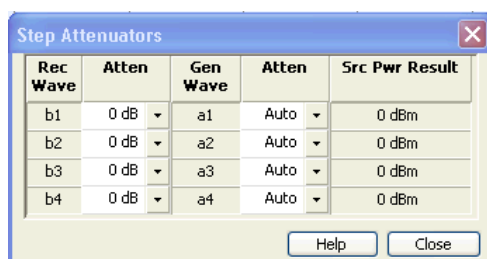 Step Attenuators
Rec Wave Atten Gen Wave Atten Src Pwr Result
b1 0 dB a1 Auto 0 dBm
b2 0 dB a2 Auto 0 dBm
b3 0 dB a3 Auto 0 dBm
b4 0 dB a4 Auto 0 dBm
Help Close